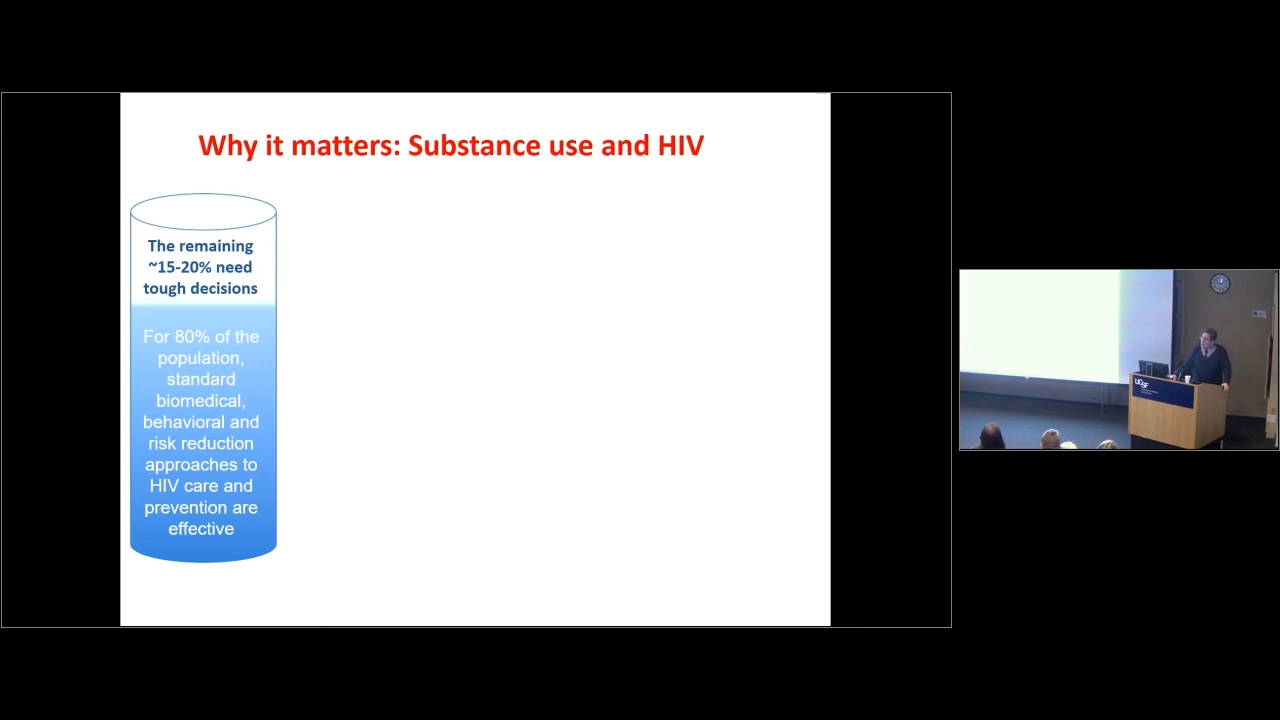 Why it matters: Substance use and HIV
The remaining
~15-20% need
tough decisions
For 80% of the
population,
standard
biomedical,
behavioral and
risk reduction
approaches to
HIV care and
prevention are
effective
UCSF